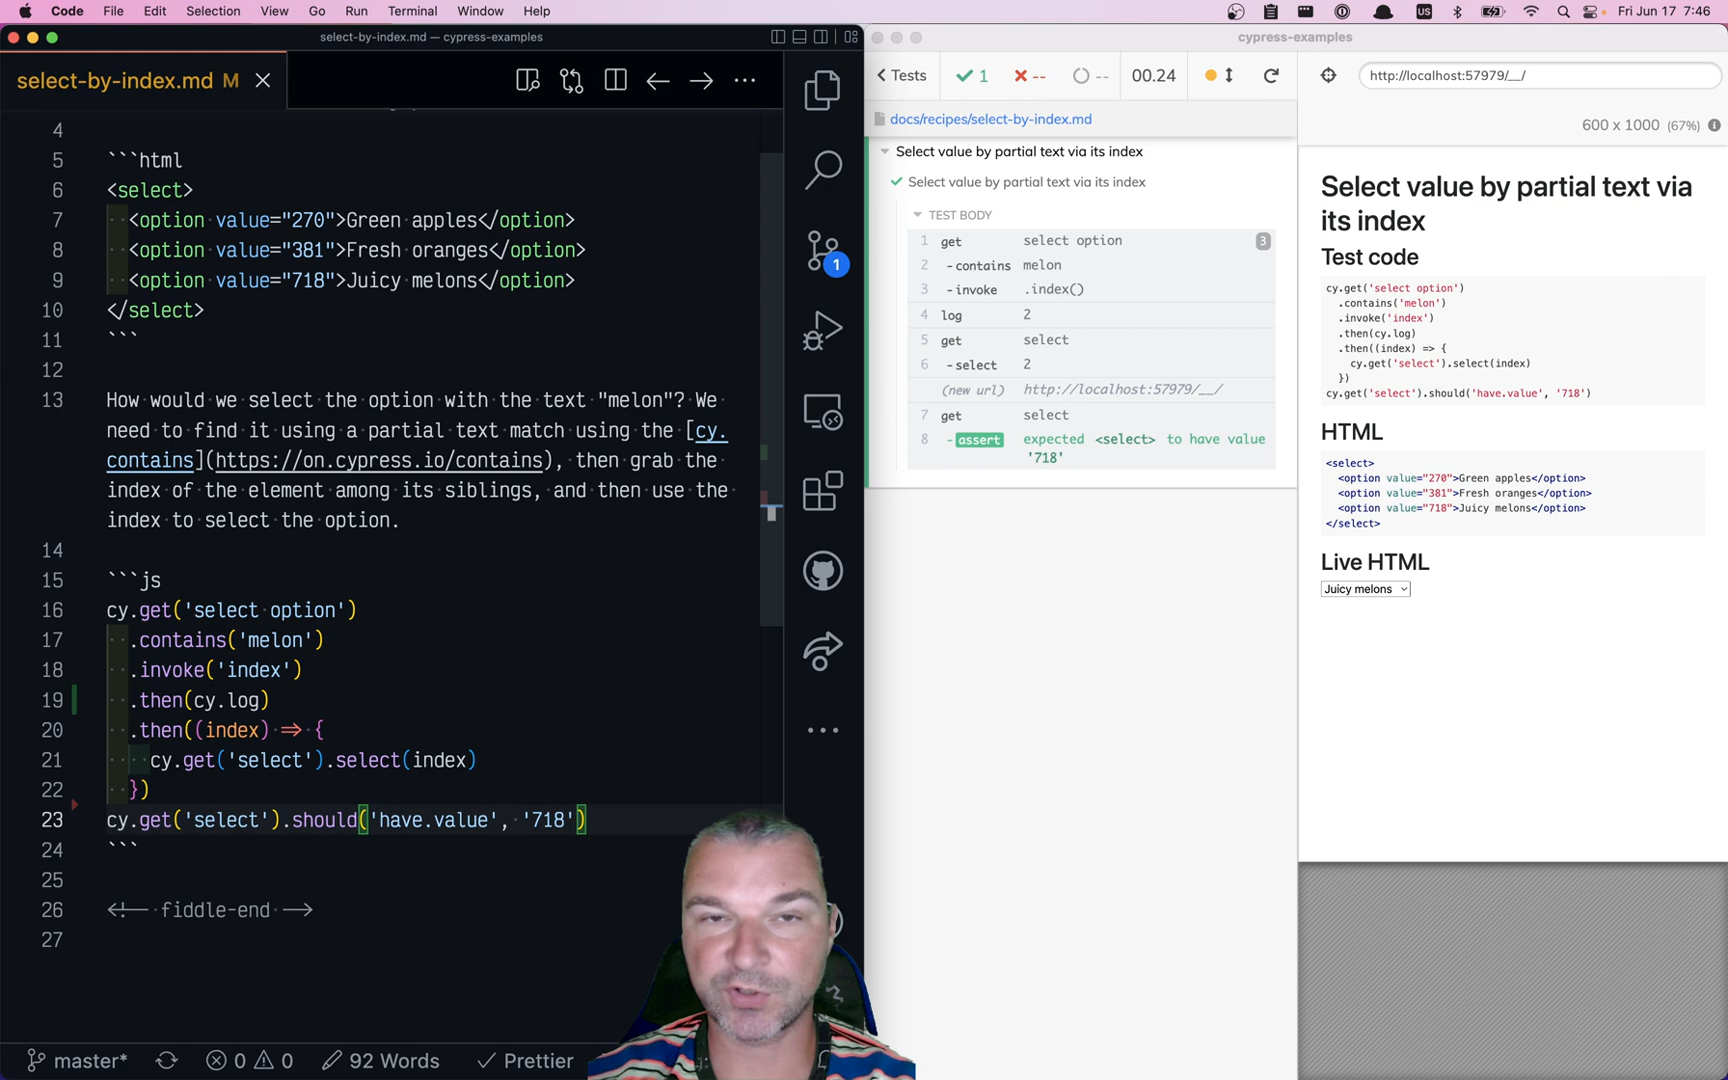 Code File Edit Selection View Go Run Terminal Window Help
US Fri Jun 17 7:46
select-by-index.md — cypress-examples
select-by-index.md M
4
5 ```html
6 <select>
7 <option value="270">Green apples</option>
8 <option value="381">Fresh oranges</option>
9 <option value="718">Juicy melons</option>
10 </select>
11 ```
12
13 How would we select the option with the text "melon"? We
need to find it using a partial text match using the [cy.
contains](https://on.cypress.io/contains), then grab the
index of the element among its siblings, and then use the
index to select the option.
14
15 ```js
16 cy.get('select option')
17 .contains('melon')
18 .invoke('index')
19 .then(cy.log)
20 .then((index) => {
21 cy.get('select').select(index)
22 })
23 cy.get('select').should('have.value', '718')
24 ```
25
26 <!-- fiddle-end -->
27
1
master* 0 0 92 Words Prettier
cypress-examples
Tests 1 -- -- 00.24
http://localhost:57979/__/
600 x 1000 (67%)
docs/recipes/select-by-index.md
Select value by partial text via its index
Select value by partial text via its index
TEST BODY
1 get select option 3
2 -contains melon
3 -invoke .index()
4 log 2
5 get select
6 -select 2
(new url) http://localhost:57979/__/
7 get select
8 -assert expected <select> to have value
'718'
Select value by partial text via
its index
Test code
cy.get('select option')
.contains('melon')
.invoke('index')
.then(cy.log)
.then((index) => {
cy.get('select').select(index)
})
cy.get('select').should('have.value', '718')
HTML
<select>
<option value="270">Green apples</option>
<option value="381">Fresh oranges</option>
<option value="718">Juicy melons</option>
</select>
Live HTML
Juicy melons